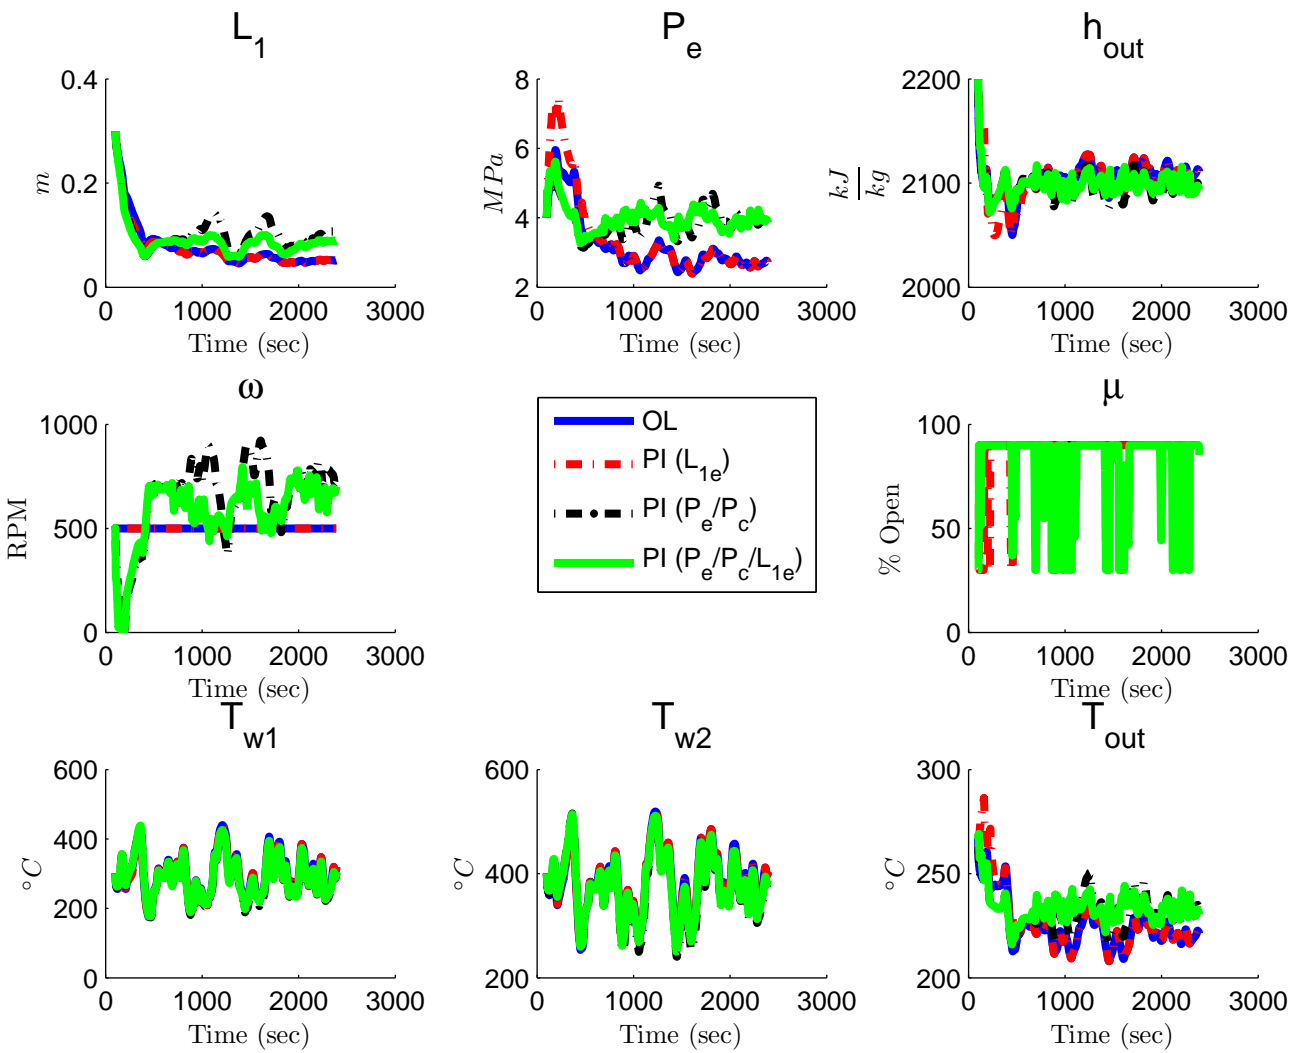 L1 Pe hout
0.4 8 2200
0.2 6 2100
4
0 2 2000
m MPa kJ/kg
0 1000 2000 3000 0 1000 2000 3000 0 1000 2000 3000
Time (sec) Time (sec) Time (sec)
ω μ
1000 100
500 50
0 0
RPM % Open
OL
PI (L1e)
PI (Pe/Pc)
PI (Pe/Pc/L1e)
0 1000 2000 3000 0 1000 2000 3000
Time (sec) Time (sec)
Tw1 Tw2 Tout
600 600 300
400 400 250
200
0 200 200
°C °C °C
0 1000 2000 3000 0 1000 2000 3000 0 1000 2000 3000
Time (sec) Time (sec) Time (sec)